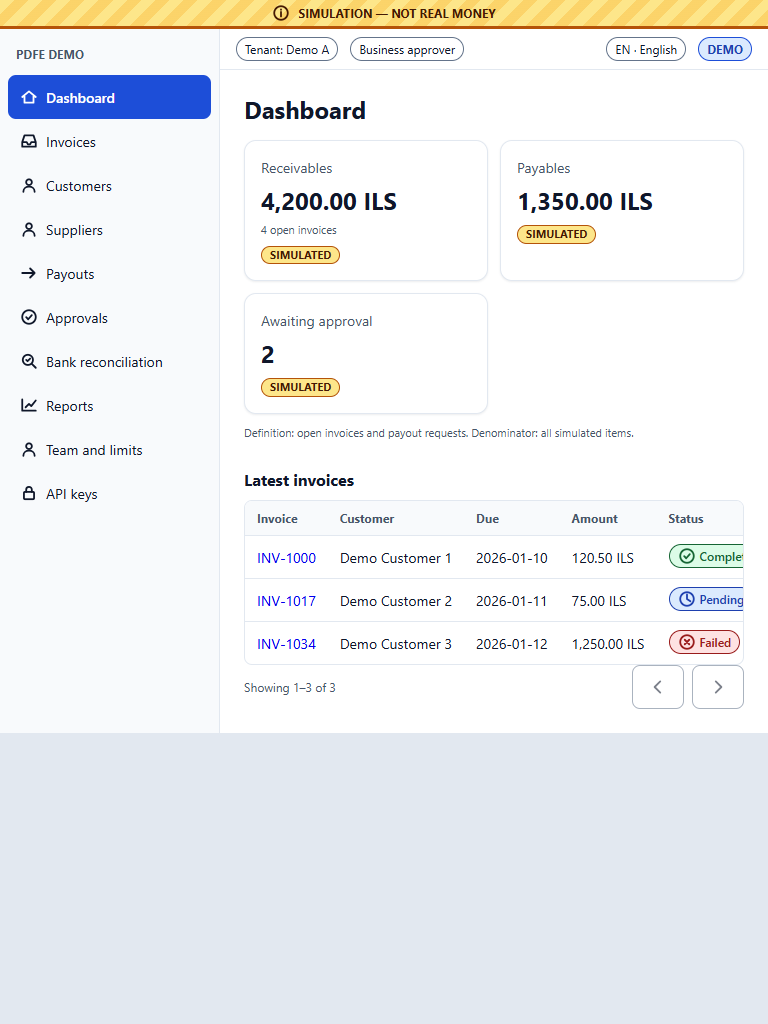 SIMULATION — NOT REAL MONEY
PDFE DEMO
Tenant: Demo A
Business approver
EN · English
DEMO
Dashboard
Invoices
Customers
Suppliers
Payouts
Approvals
Bank reconciliation
Reports
Team and limits
API keys
Dashboard
Receivables
4,200.00 ILS
4 open invoices
SIMULATED
Payables
1,350.00 ILS
SIMULATED
Awaiting approval
2
SIMULATED
Definition: open invoices and payout requests. Denominator: all simulated items.
Latest invoices
Invoice Customer Due Amount Status
INV-1000 Demo Customer 1 2026-01-10 120.50 ILS
INV-1017 Demo Customer 2 2026-01-11 75.00 ILS Pending
INV-1034 Demo Customer 3 2026-01-12 1,250.00 ILS Failed
Showing 1–3 of 3